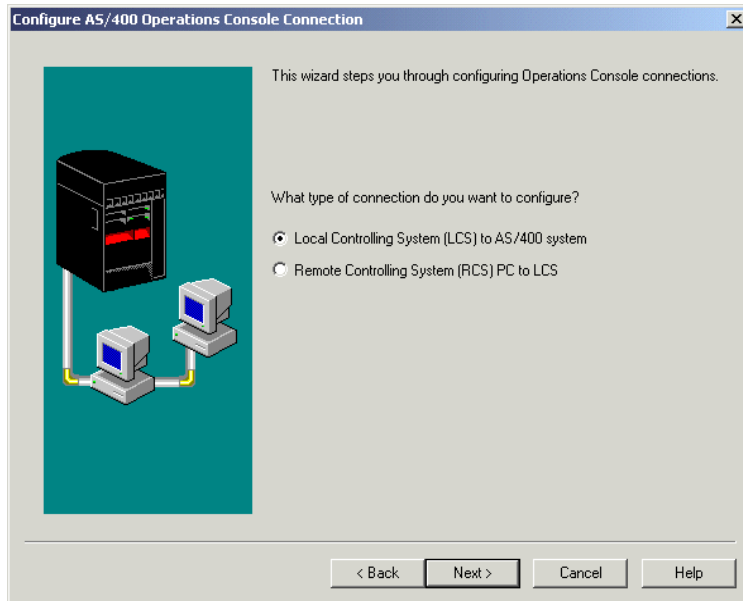 Configure AS/400 Operations Console Connection
This wizard steps you through configuring Operations Console connections.
What type of connection do you want to configure?
Local Controlling System (LCS) to AS/400 system
Remote Controlling System (RCS) PC to LCS
< Back
Next >
Cancel
Help